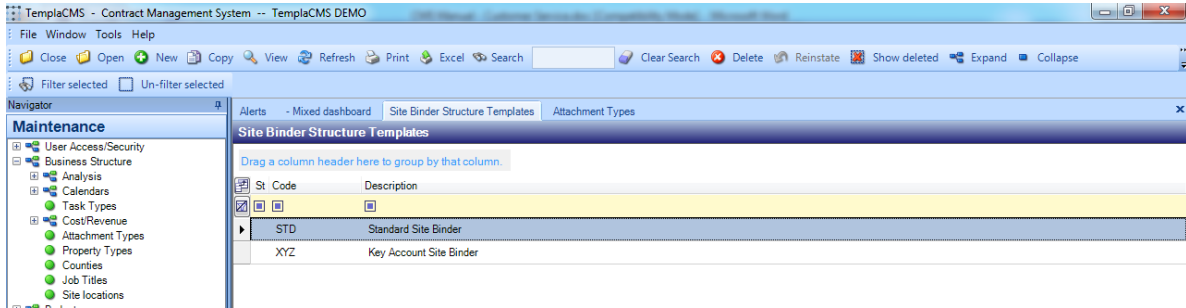 TemplaCMS - Contract Management System -- TemplaCMS DEMO
File Window Tools Help
Close Open New Copy View Refresh Print Excel Search Clear Search Delete Reinstate Show deleted Expand Collapse
Filter selected Un-filter selected
Navigator
Alerts - Mixed dashboard Site Binder Structure Templates Attachment Types
Maintenance
Site Binder Structure Templates
User Access/Security
Business Structure
Analysis
Calendars
Task Types
Cost/Revenue
Attachment Types
Property Types
Counties
Job Titles
Site locations
Drag a column header here to group by that column.
St Code Description
STD Standard Site Binder
XYZ Key Account Site Binder